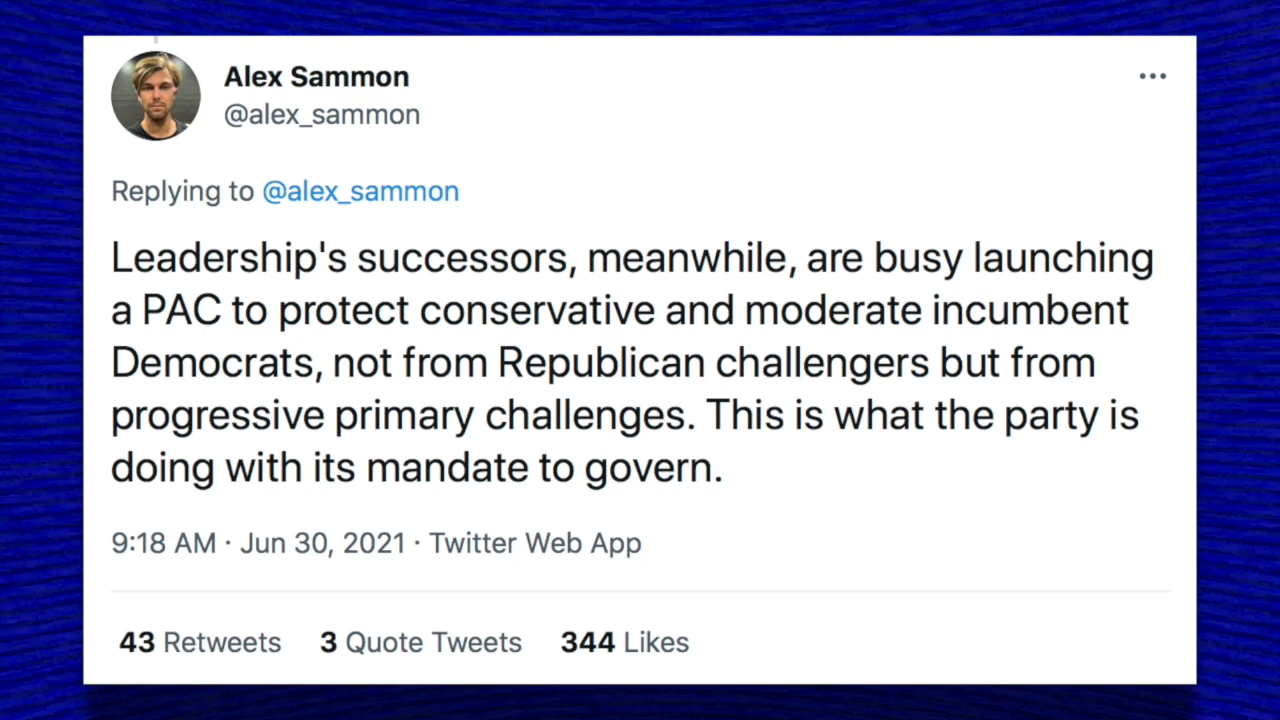 Alex Sammon
@alex_sammon
Replying to @alex_sammon
Leadership's successors, meanwhile, are busy launching
a PAC to protect conservative and moderate incumbent
Democrats, not from Republican challengers but from
progressive primary challenges. This is what the party is
doing with its mandate to govern.
9:18 AM · Jun 30, 2021 · Twitter Web App
43 Retweets 3 Quote Tweets 344 Likes